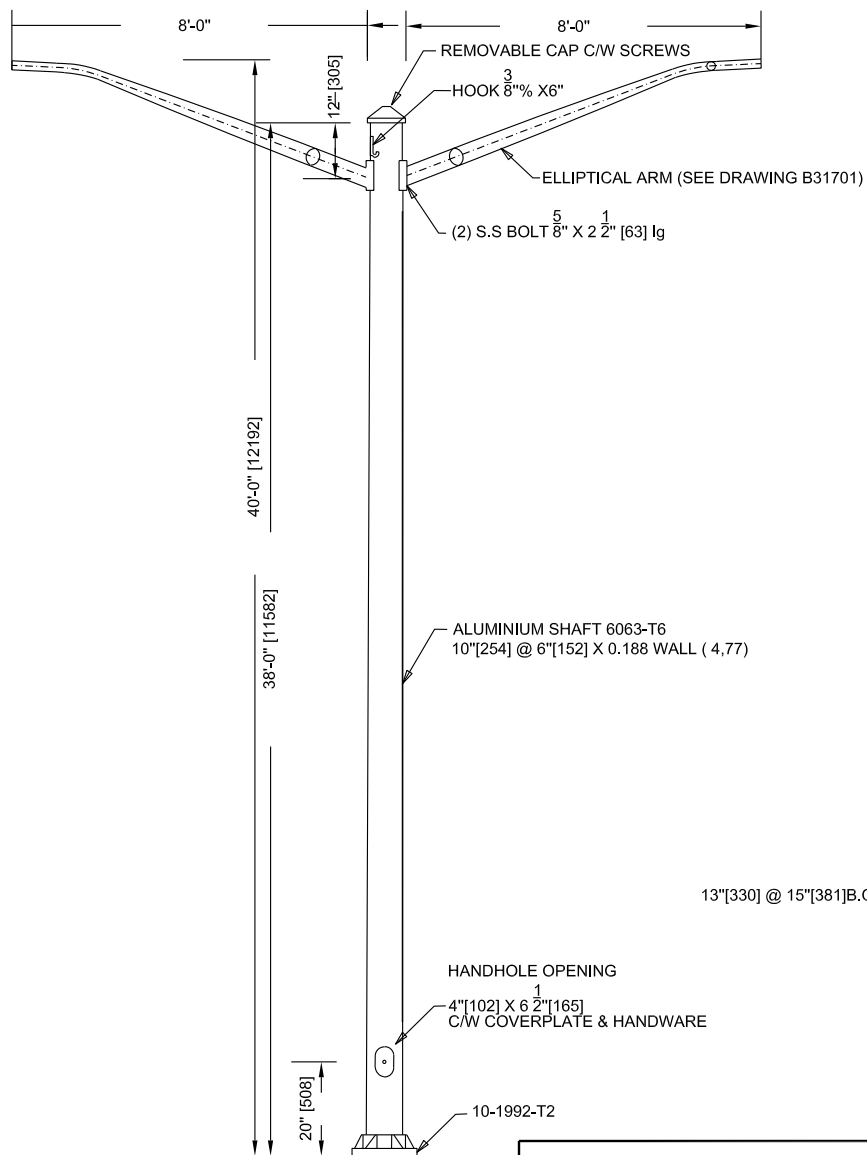 8'-0"
8'-0"
REMOVABLE CAP C/W SCREWS
HOOK 3/8"% X6"
12" [305]
ELLIPTICAL ARM (SEE DRAWING B31701)
(2) S.S BOLT 5/8" X 2 1/2" [63] lg
40'-0" [12192]
38'-0" [11582]
ALUMINIUM SHAFT 6063-T6
10"[254] @ 6"[152] X 0.188 WALL ( 4,77)
13"[330] @ 15"[381]B.
HANDHOLE OPENING
4"[102] X 6 1/2"[165]
C/W COVERPLATE & HANDWARE
20" [508]
10-1992-T2